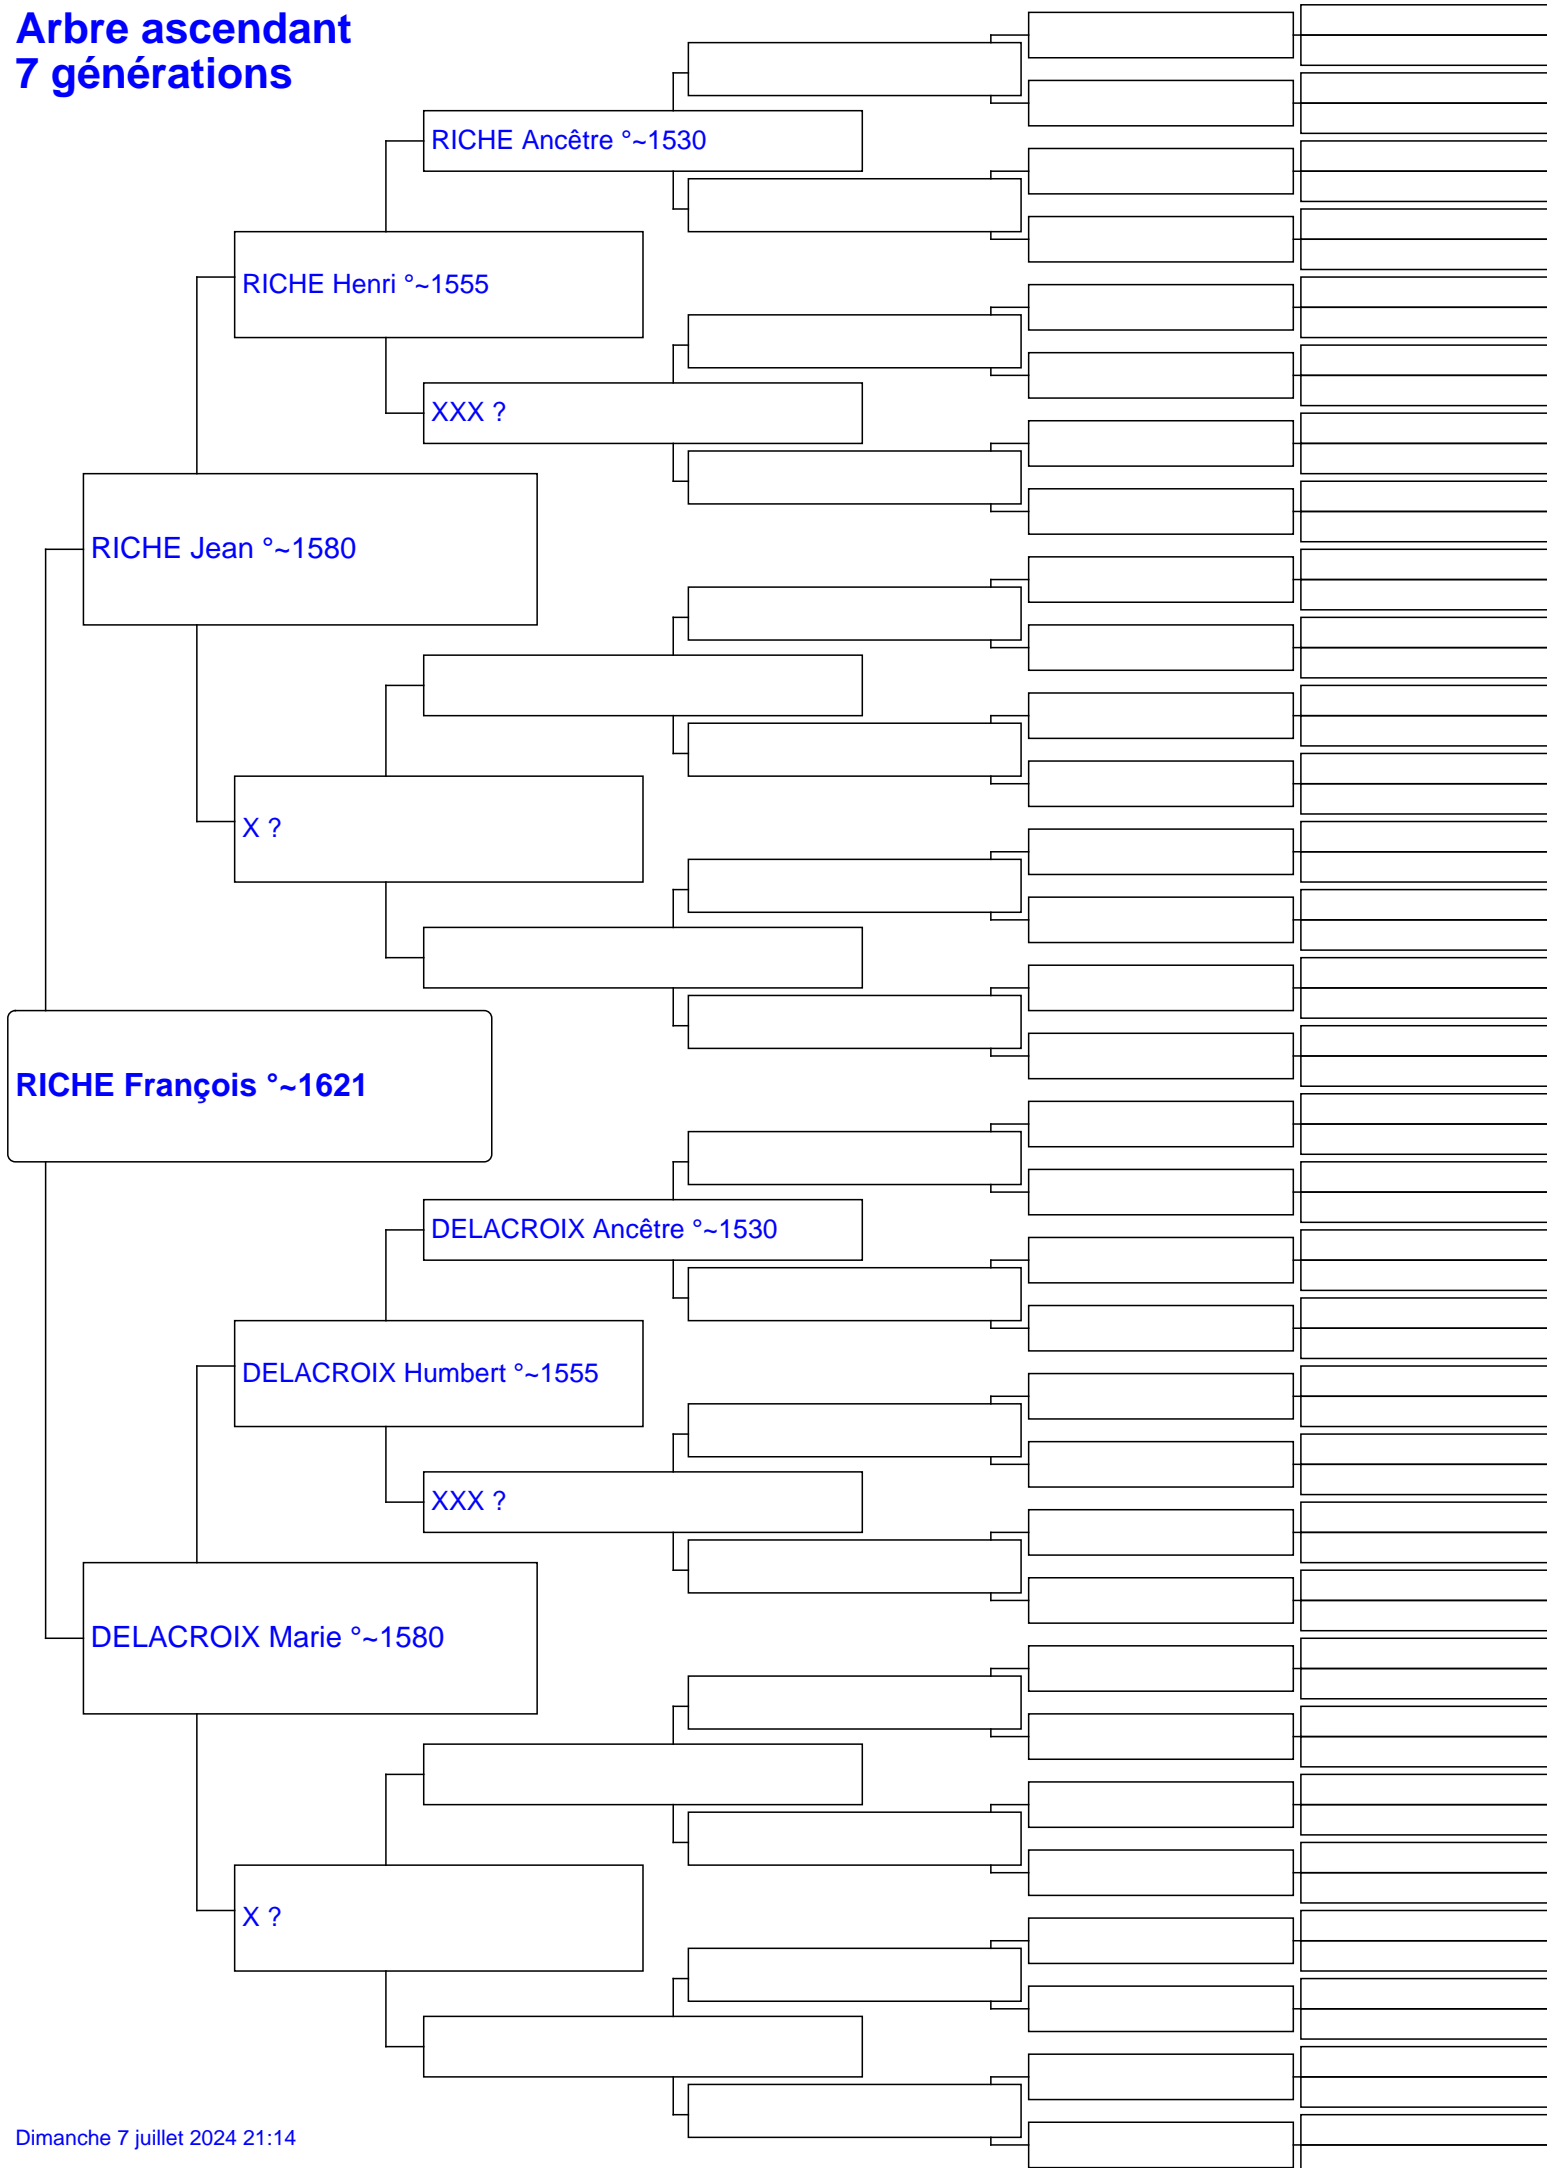 Arbre ascendant
7 générations
RICHE Ancêtre °~1530
RICHE Henri °~1555
XXX ?
RICHE Jean °~1580
X ?
RICHE François °~1621
DELACROIX Ancêtre °~1530
DELACROIX Humbert °~1555
XXX ?
DELACROIX Marie °~1580
X ?
Dimanche 7 juillet 2024 21:14